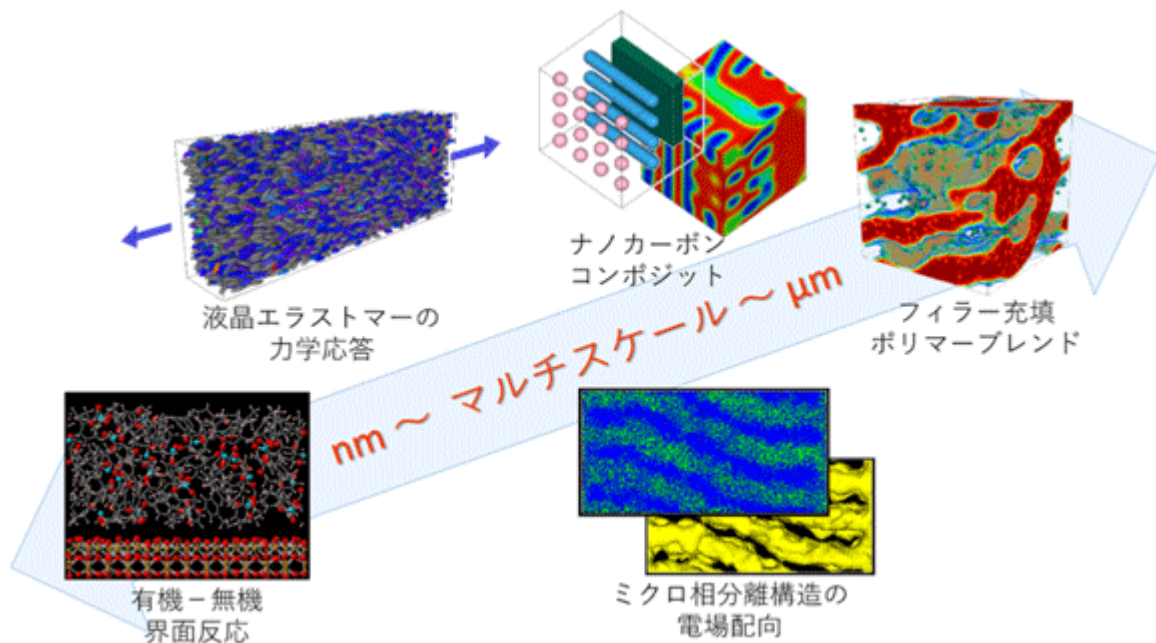 ナノカーボン
コンポジット
液晶エラストマーの
力学応答
フィラー充填
ポリマーブレンド
nm ～ マルチスケール ～ μm
有機－無機
界面反応
ミクロ相分離構造の
電場配向